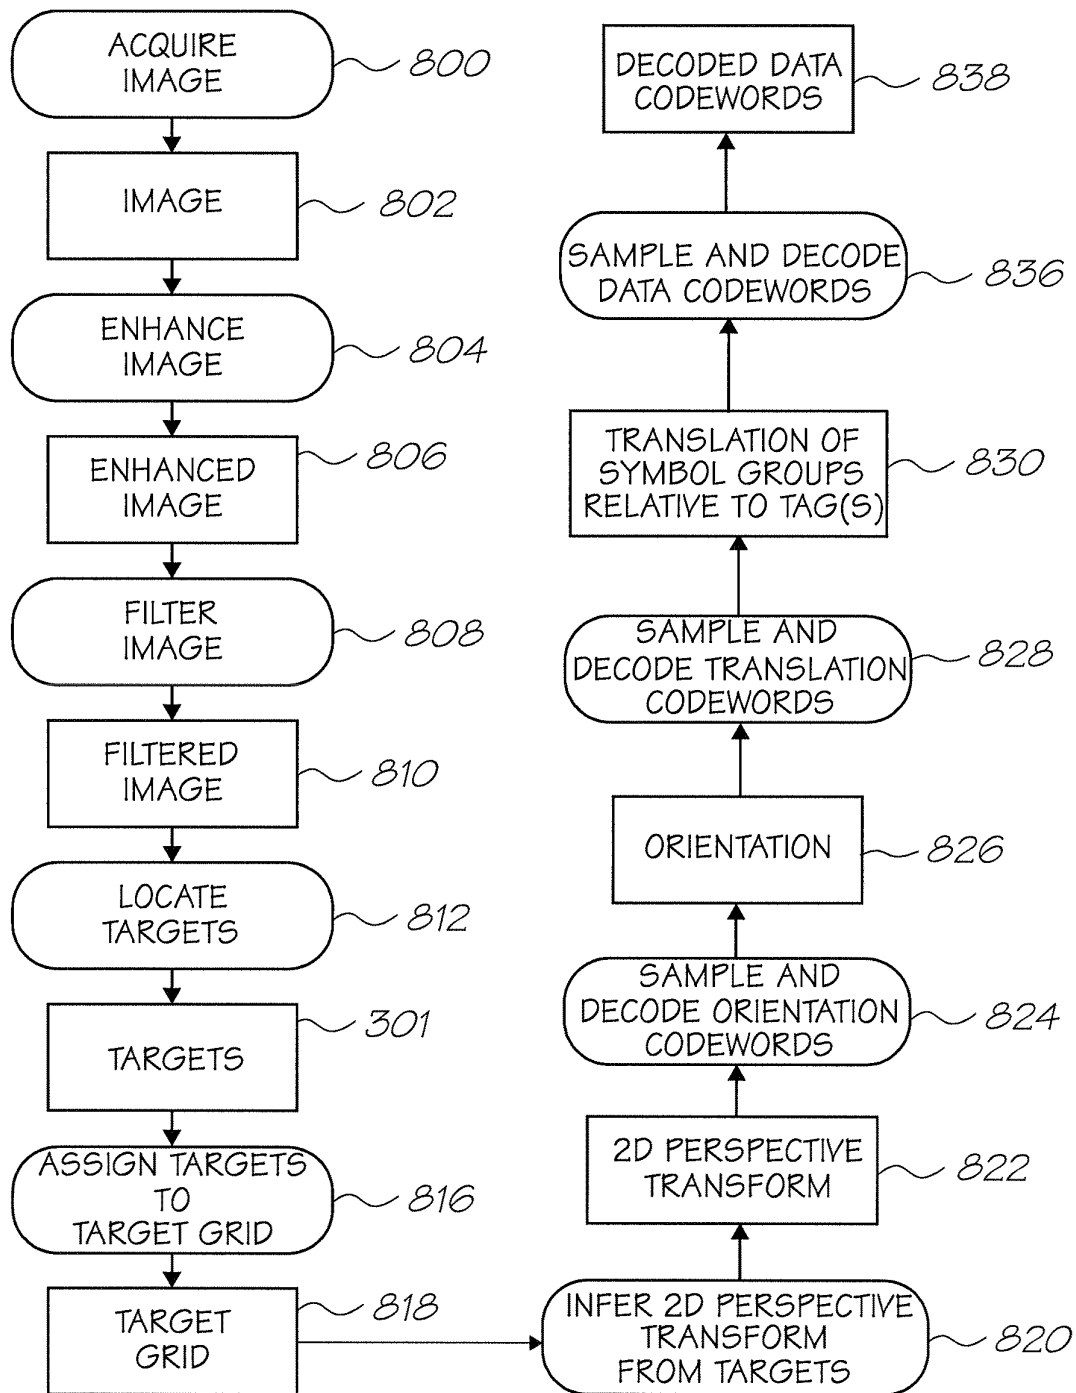 ACQUIRE
IMAGE
800
IMAGE
802
ENHANCE
IMAGE
804
ENHANCED
IMAGE
806
FILTER
IMAGE
808
FILTERED
IMAGE
810
LOCATE
TARGETS
812
TARGETS
301
ASSIGN TARGETS
TO
TARGET GRID
816
TARGET
GRID
818
INFER 2D PERSPECTIVE
TRANSFORM
FROM TARGETS
820
2D PERSPECTIVE
TRANSFORM
822
SAMPLE AND
DECODE ORIENTATION
CODEWORDS
824
ORIENTATION
826
SAMPLE AND
DECODE TRANSLATION
CODEWORDS
828
TRANSLATION OF
SYMBOL GROUPS
RELATIVE TO TAG(S)
830
SAMPLE AND DECODE
DATA CODEWORDS
836
DECODED DATA
CODEWORDS
838